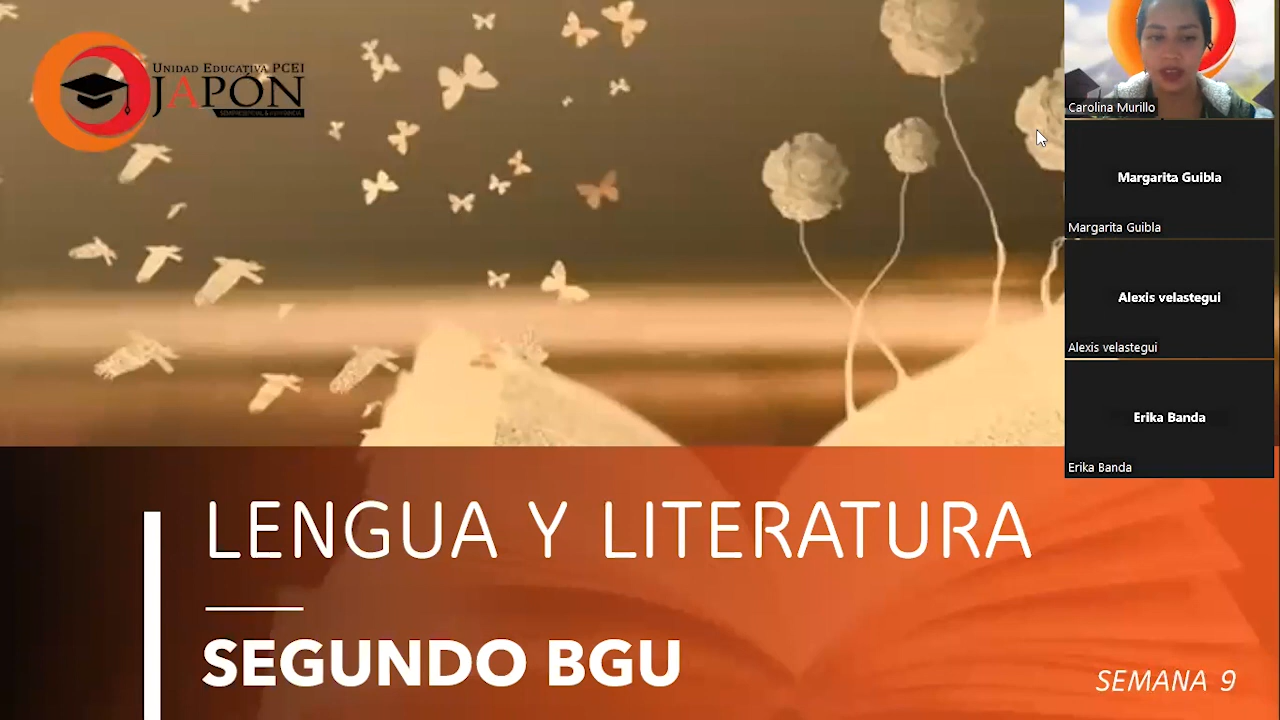 UNIDAD EDUCATIVA PCEI
JAPÓN
LENGUA Y LITERATURA
SEGUNDO BGU
SEMANA 9
Carolina Murillo
Margarita Guibla
Margarita Guibla
Alexis velastegui
Alexis velastegui
Erika Banda
Erika Banda